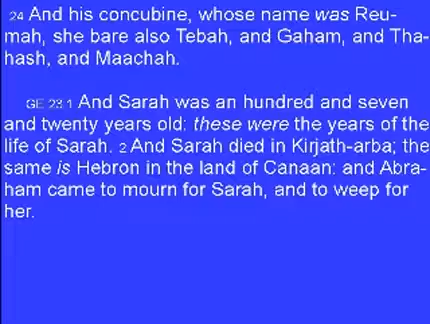 24 And his concubine, whose name was Reu-
mah, she bare also Tebah, and Gaham, and Tha-
hash, and Maachah.
GE 23:1 And Sarah was an hundred and seven
and twenty years old: these were the years of the
life of Sarah. 2 And Sarah died in Kirjath-arba; the
same is Hebron in the land of Canaan: and Abra-
ham came to mourn for Sarah, and to weep for
her.